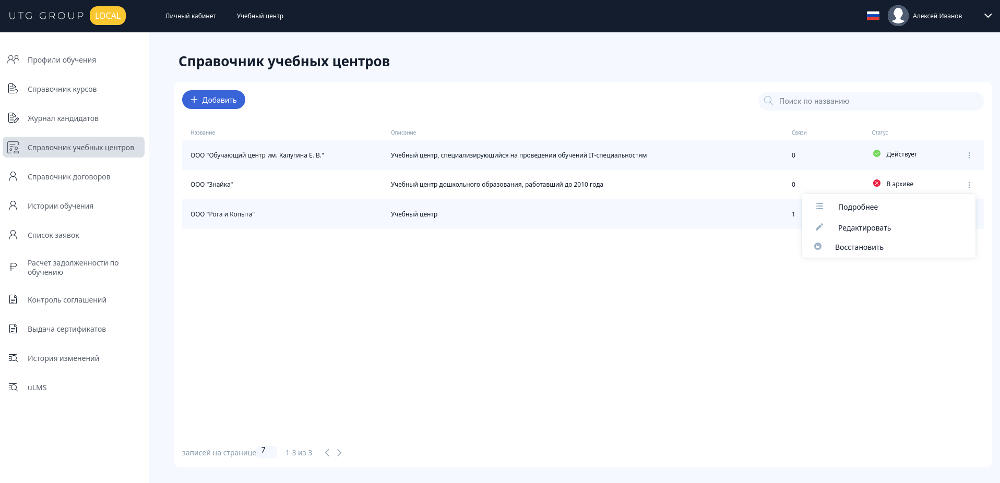 UTG GROUP LOCAL Личный кабинет Учебный центр Алексей Иванов
Профили обучения
Справочник курсов
Журнал кандидатов
Справочник учебных центров
Справочник договоров
Истории обучения
Список заявок
Расчет задолженности по
обучению
Контроль соглашений
Выдача сертификатов
История изменений
uLMS
Справочник учебных центров
Добавить
Поиск по названию
Название Описание Связи Статус
ООО "Обучающий центр им. Калугина Е. В." Учебный центр, специализирующийся на проведении обучений IT-специальностям 0 Действует
ООО "Знайка" Учебный центр дошкольного образования, работавший до 2010 года 0 В архиве
ООО "Рога и Копыта" Учебный центр 1
Подробнее
Редактировать
Восстановить
записей на странице 7 1-3 из 3